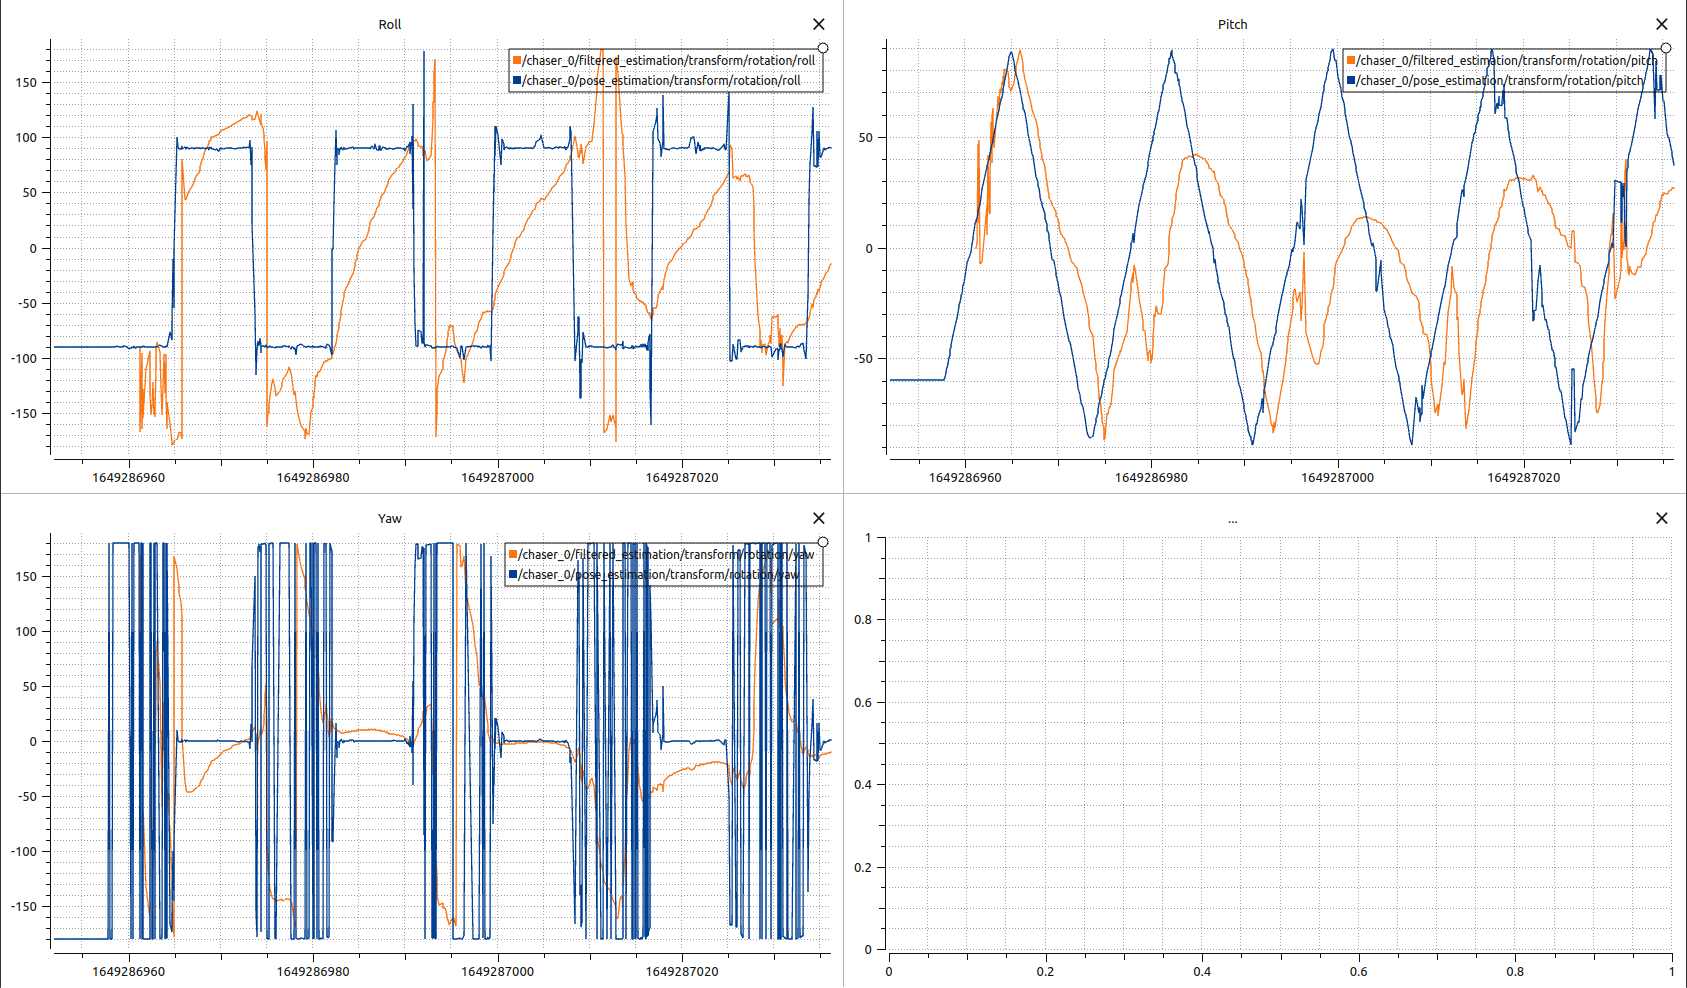 Roll
/chaser_0/filtered_estimation/transform/rotation/roll
/chaser_0/pose_estimation/transform/rotation/roll
150
100
50
0
-50
-100
-150
1649286960 1649286980 1649287000 1649287020
Pitch
/chaser_0/filtered_estimation/transform/rotation/pitch
/chaser_0/pose_estimation/transform/rotation/pitch
50
0
-50
1649286960 1649286980 1649287000 1649287020
Yaw
/chaser_0/filtered_estimation/transform/rotation/yaw
/chaser_0/pose_estimation/transform/rotation/yaw
150
100
50
0
-50
-100
-150
1649286960 1649286980 1649287000 1649287020
...
1
0.8
0.6
0.4
0.2
0
0 0.2 0.4 0.6 0.8 1